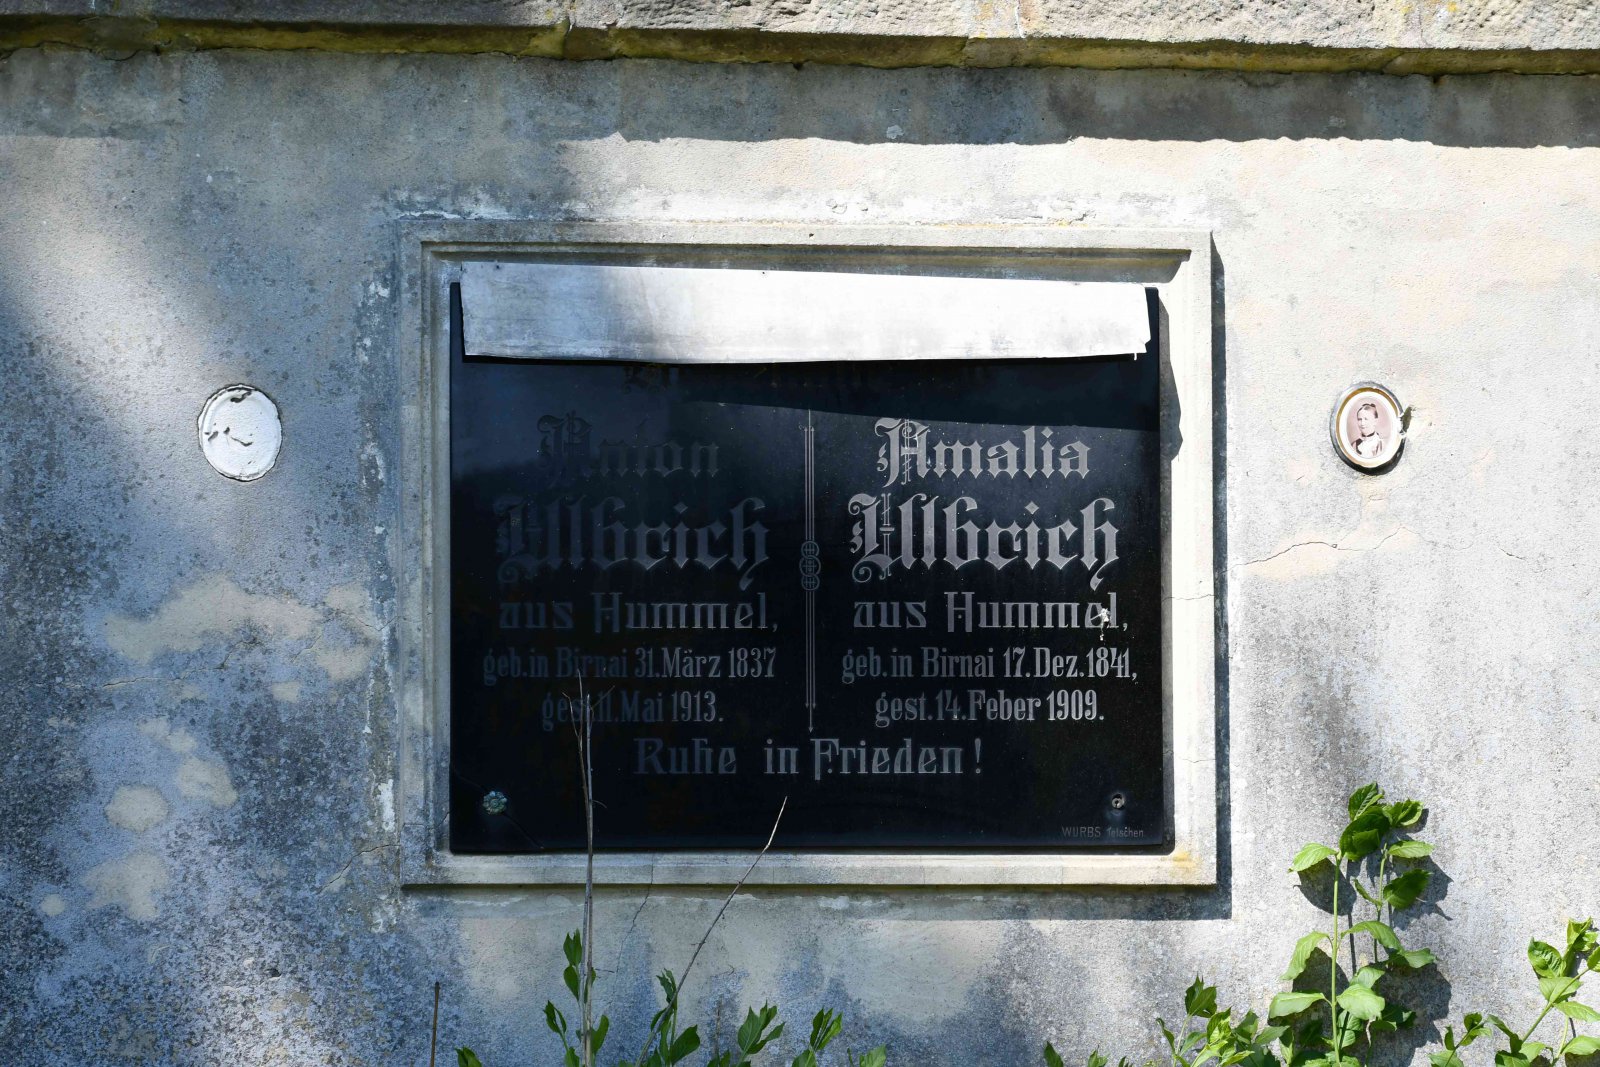 Anton
Ullbrich
aus Hummel,
geb. in Birnai 31. März 1837
gest. 11. Mai 1913.
Amalia
Ullbrich
aus Hummel,
geb. in Birnai 17. Dez. 1841,
gest. 14. Feber 1909.
Ruhe in Frieden!
WURBS Tetschen